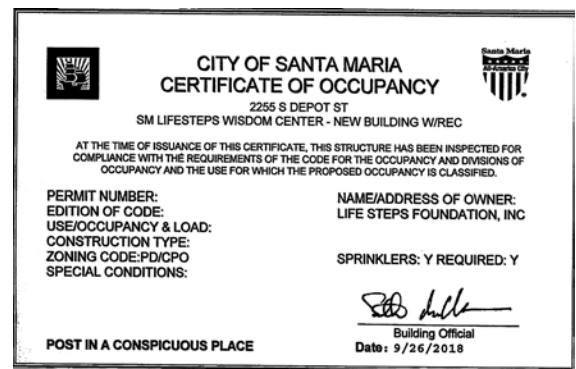 CITY OF SANTA MARIA
CERTIFICATE OF OCCUPANCY
Santa Maria
All-America City
2255 S DEPOT ST
SM LIFESTEPS WISDOM CENTER - NEW BUILDING W/REC
AT THE TIME OF ISSUANCE OF THIS CERTIFICATE, THIS STRUCTURE HAS BEEN INSPECTED FOR
COMPLIANCE WITH THE REQUIREMENTS OF THE CODE FOR THE OCCUPANCY AND DIVISIONS OF
OCCUPANCY AND THE USE FOR WHICH THE PROPOSED OCCUPANCY IS CLASSIFIED.
PERMIT NUMBER:
EDITION OF CODE:
USE/OCCUPANCY & LOAD:
CONSTRUCTION TYPE:
ZONING CODE:PD/CPO
SPECIAL CONDITIONS:
NAME/ADDRESS OF OWNER:
LIFE STEPS FOUNDATION, INC
SPRINKLERS: Y REQUIRED: Y
Building Official
Date: 9/26/2018
POST IN A CONSPICUOUS PLACE